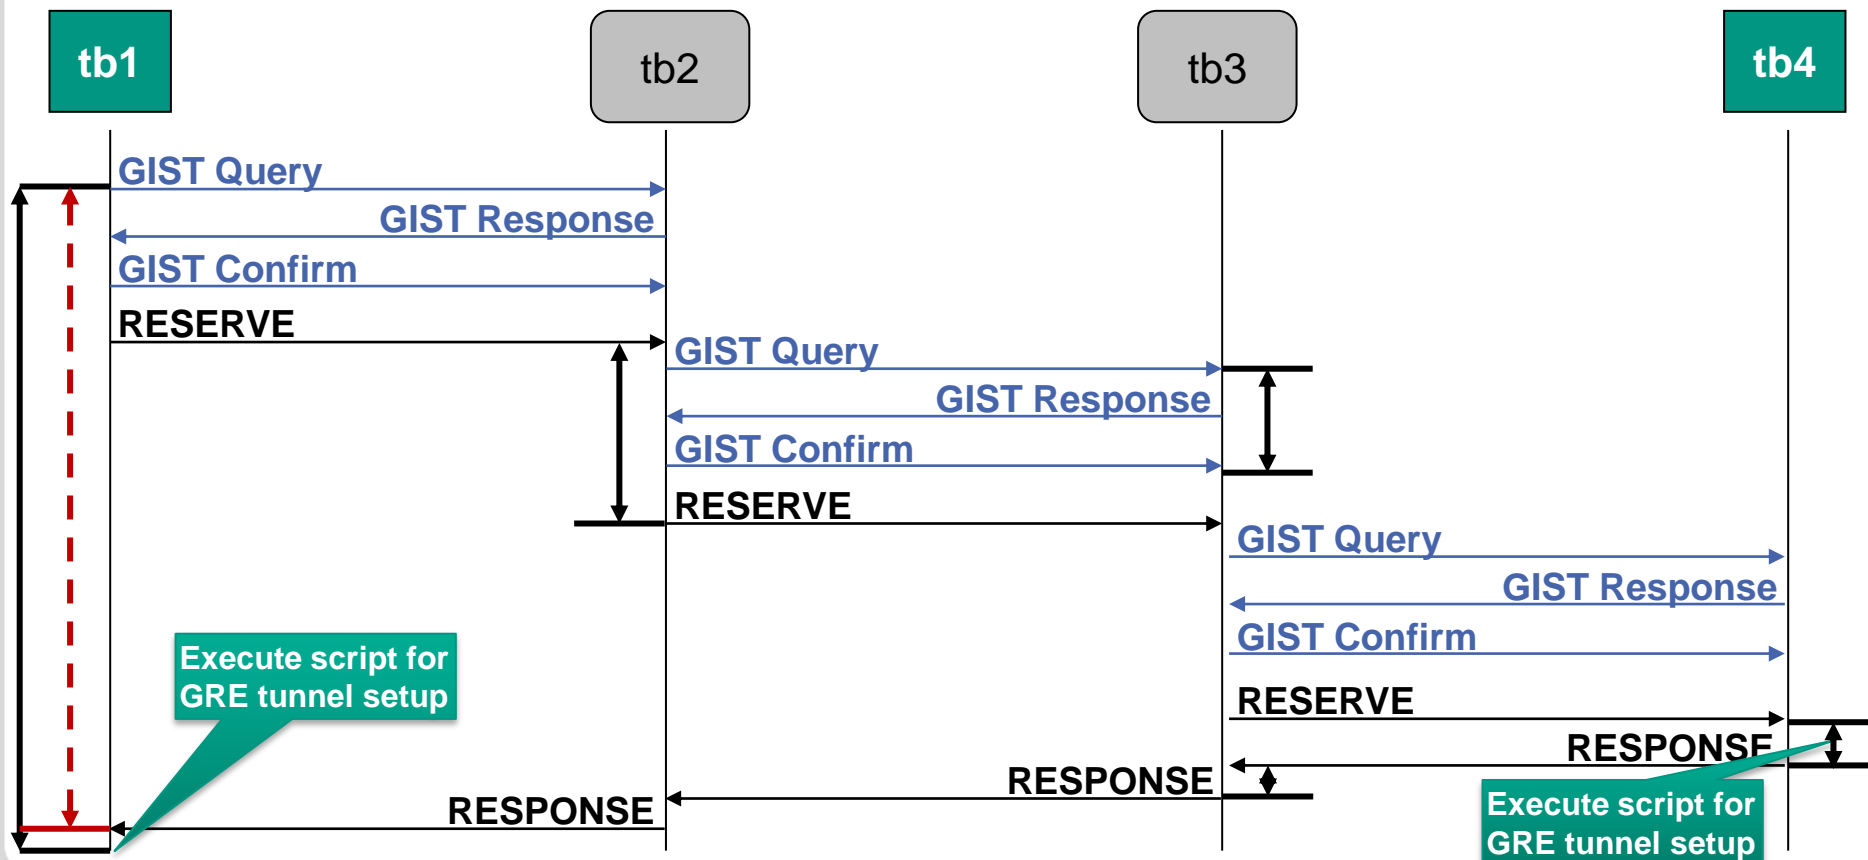 tb1
tb2
tb3
tb4
GIST Query
GIST Response
GIST Confirm
RESERVE
GIST Query
GIST Response
GIST Confirm
RESERVE
GIST Query
GIST Response
GIST Confirm
RESERVE
RESPONSE
RESPONSE
RESPONSE
Execute script for
GRE tunnel setup
Execute script for
GRE tunnel setup